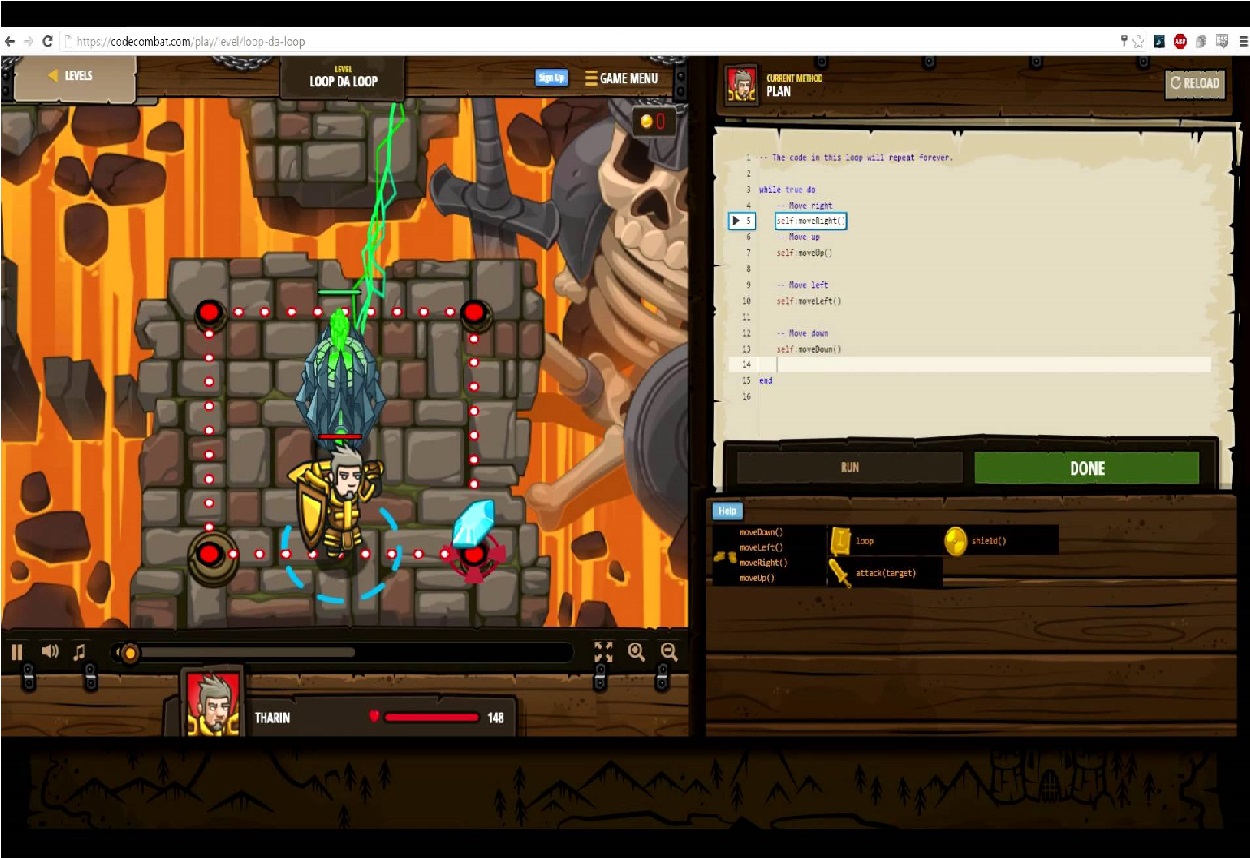 https://codecombat.com/play/level/loop-da-loop
ABP
LEVELS
LEVEL
LOOP DA LOOP
Sign Up
GAME MENU
0
CURRENT METHOD
PLAN
RELOAD
1 -- The code in this loop will repeat forever.
2
3 while true do
4 -- Move right
5 self:moveRight()
6 -- Move up
7 self:moveUp()
8
9 -- Move left
10 self:moveLeft()
11
12 -- Move down
13 self:moveDown()
14
15 end
16
RUN
DONE
Help
moveDown()
moveLeft()
moveRight()
moveUp()
loop
attack(target)
shield()
THARIN
148